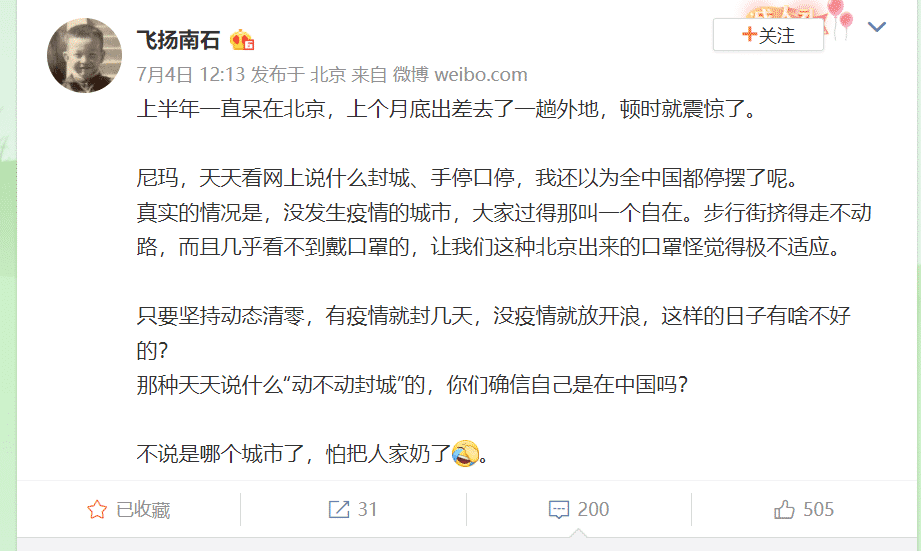 飞扬南石
+关注
7月4日 12:13 发布于 北京 来自 微博 weibo.com
上半年一直呆在北京，上个月底出差去了一趟外地，顿时就震惊了。
尼玛，天天看网上说什么封城、手停口停，我还以为全中国都停摆了呢。
真实的情况是，没发生疫情的城市，大家过得那叫一个自在。步行街挤得走不动
路，而且几乎看不到戴口罩的，让我们这种北京出来的口罩怪觉得极不适应。
只要坚持动态清零，有疫情就封几天，没疫情就放开浪，这样的日子有啥不好
的？
那种天天说什么“动不动封城”的，你们确信自己是在中国吗？
不说是哪个城市了，怕把人家奶了🤣。
已收藏
31
200
505